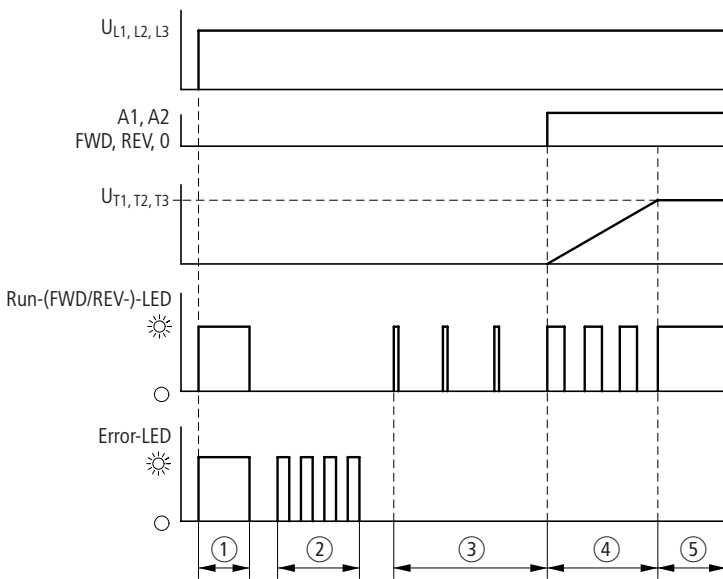 U L1, L2, L3
A1, A2
FWD, REV, 0
U T1, T2, T3
Run-(FWD/REV-)-LED
Error-LED
① ② ③ ④ ⑤